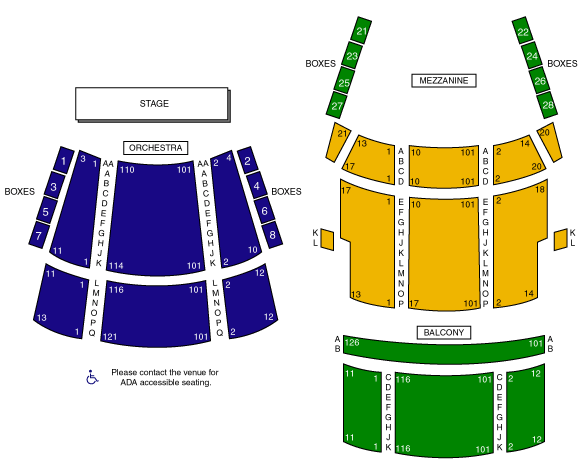 STAGE
ORCHESTRA
BOXES
1
3
5
7
3 1
11 1
AA
A
B
C
D
E
F
G
H
J
K
110 101
114 101
AA
A
B
C
D
E
F
G
H
J
K
2 4
2 10
2
4
6
8
BOXES
11 1
13 1
L
M
N
O
P
Q
116 101
121 101
L
M
N
O
P
Q
2 12
2 12
Please contact the venue for
ADA accessible seating.
MEZZANINE
21
23
25
27
BOXES
22
24
26
28
BOXES
21
13 1
17 1
A
B
C
D
10 101
10 101
A
B
C
D
2 14
2 20
20
K
L
17 1
13 1
E
F
G
H
J
K
L
M
N
O
P
10 101
17 101
E
F
G
H
J
K
L
M
N
O
P
2 18
2 14
K
L
BALCONY
A
B
126 101
A
B
11 1
11 1
C
D
E
F
G
H
J
K
116 101
116 101
C
D
E
F
G
H
J
K
2 12
2 12